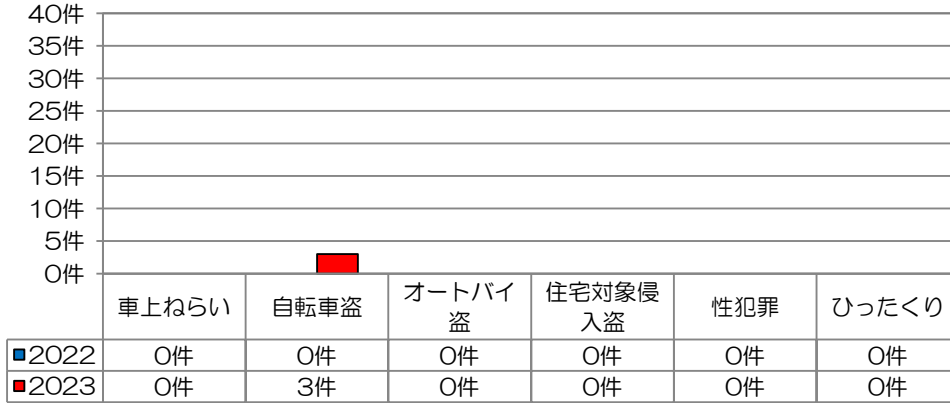 40件
35件
30件
25件
20件
15件
10件
5件
0件
車上ねらい 自転車盗 オートバイ盗 住宅対象侵入盗 性犯罪 ひったくり
2022 0件 0件 0件 0件 0件 0件
2023 0件 3件 0件 0件 0件 0件